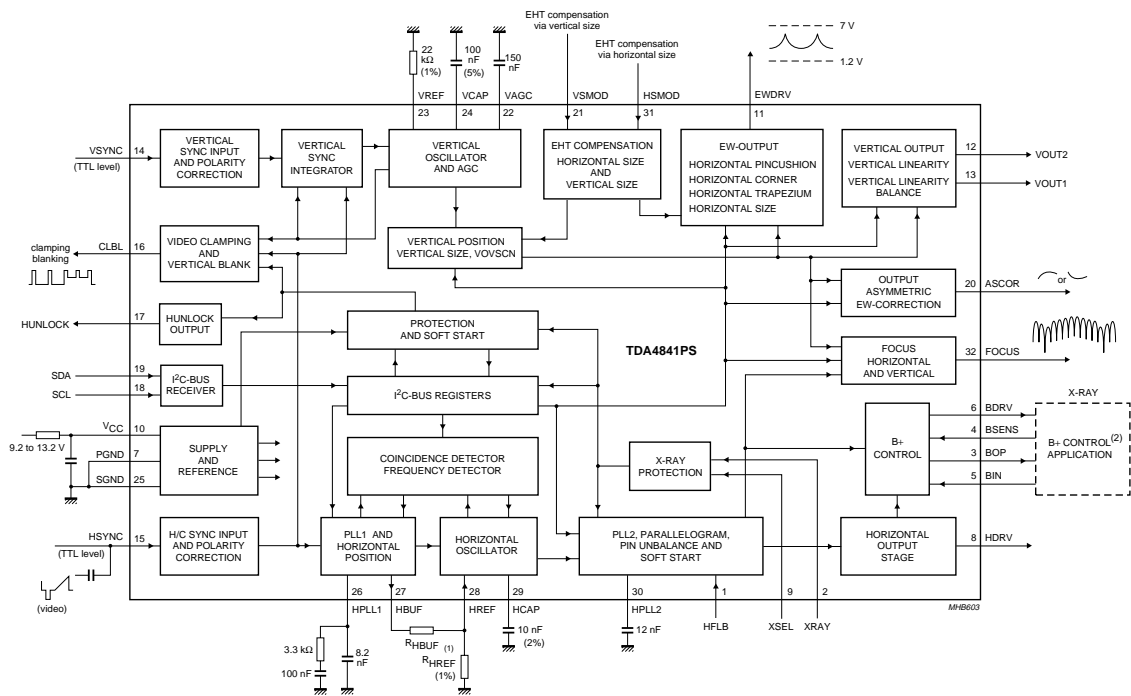 EHT compensation
via vertical size
EHT compensation
via horizontal size
7 V
1.2 V
22
kΩ
(1%)
100
nF
(5%)
150
nF
VREF
VCAP
VAGC
VSMOD
HSMOD
EWDRV
23
24
22
21
31
11
VSYNC
(TTL level)
14
VERTICAL
SYNC INPUT
AND POLARITY
CORRECTION
VERTICAL
SYNC
INTEGRATOR
VERTICAL
OSCILLATOR
AND AGC
EHT COMPENSATION
HORIZONTAL SIZE
AND
VERTICAL SIZE
EW-OUTPUT
HORIZONTAL PINCUSHION
HORIZONTAL CORNER
HORIZONTAL TRAPEZIUM
HORIZONTAL SIZE
VERTICAL OUTPUT
VERTICAL LINEARITY
VERTICAL LINEARITY
BALANCE
12
VOUT2
13
VOUT1
clamping
blanking
CLBL
16
VIDEO CLAMPING
AND
VERTICAL BLANK
VERTICAL POSITION
VERTICAL SIZE, VOVSCN
OUTPUT
ASYMMETRIC
EW-CORRECTION
20
ASCOR
or
HUNLOCK
17
HUNLOCK
OUTPUT
PROTECTION
AND SOFT START
TDA4841PS
FOCUS
HORIZONTAL
AND VERTICAL
32
FOCUS
SDA
19
SCL
18
I2C-BUS
RECEIVER
I2C-BUS REGISTERS
X-RAY
9.2 to 13.2 V
VCC
10
PGND
7
SGND
25
SUPPLY
AND
REFERENCE
COINCIDENCE DETECTOR
FREQUENCY DETECTOR
X-RAY
PROTECTION
B+
CONTROL
6
BDRV
4
BSENS
3
BOP
5
BIN
B+ CONTROL(2)
APPLICATION
HSYNC
(TTL level)
15
(video)
H/C SYNC INPUT
AND POLARITY
CORRECTION
PLL1 AND
HORIZONTAL
POSITION
HORIZONTAL
OSCILLATOR
PLL2, PARALLELOGRAM,
PIN UNBALANCE AND
SOFT START
HORIZONTAL
OUTPUT
STAGE
8
HDRV
26
27
28
29
30
1
9
2
MHB603
HPLL1
HBUF
HREF
HCAP
HPLL2
HFLB
XSEL
XRAY
3.3 kΩ
100 nF
8.2
nF
RHBUF (1)
RHREF
(1%)
10 nF
(2%)
12 nF